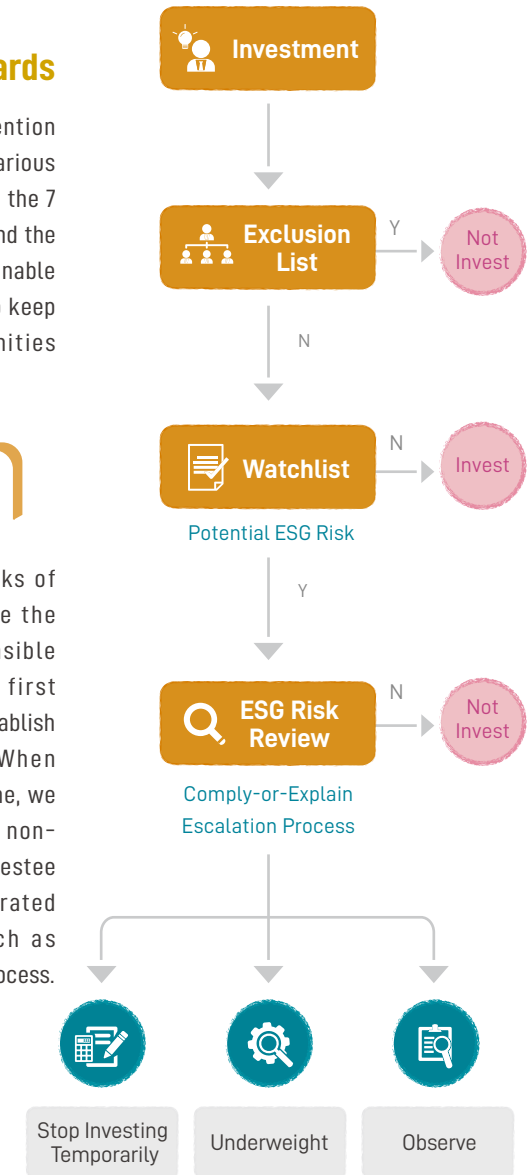 ards
ention
arious
the 7
nd the
nable
keep
nities
ks of
e the
nsible
first
ablish
When
ne, we
non-
estee
rated
ch as
ocess.
Investment
Exclusion
List
Y
Not
Invest
N
Watchlist
N
Invest
Potential ESG Risk
Y
ESG Risk
Review
N
Not
Invest
Comply-or-Explain
Escalation Process
Stop Investing
Temporarily
Underweight
Observe